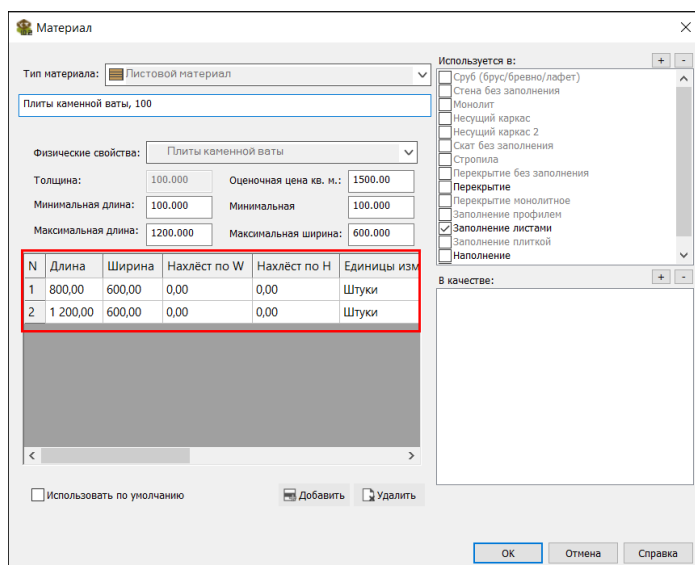 Материал
Тип материала: Листовой материал
Плиты каменной ваты, 100
Физические свойства: Плиты каменной ваты
Толщина: 100.000 Оценочная цена кв. м.: 1500.00
Минимальная длина: 100.000 Минимальная 100.000
Максимальная длина: 1200.000 Максимальная ширина: 600.000
N Длина Ширина Нахлёст по W Нахлёст по H Единицы изм
1 800,00 600,00 0,00 0,00 Штуки
2 1 200,00 600,00 0,00 0,00 Штуки
Использовать по умолчанию Добавить Удалить
Используется в: + -
Сруб (брус/бревно/лафет)
Стена без заполнения
Монолит
Несущий каркас
Несущий каркас 2
Скат без заполнения
Стропила
Перекрытие без заполнения
Перекрытие
Перекрытие монолитное
Заполнение профилем
Заполнение листами
Заполнение плиткой
Наполнение
В качестве: + -
ОК Отмена Справка